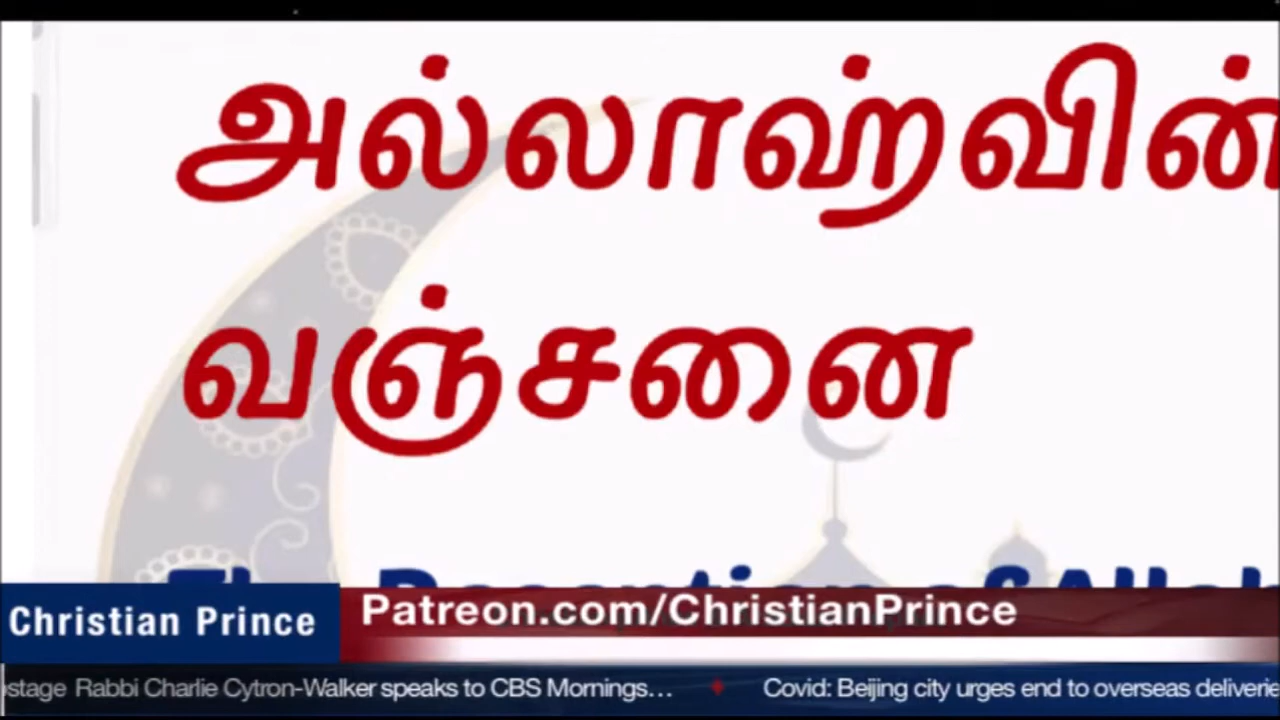 அல்லாஹ்வின்
வஞ்சனை
Christian Prince
Patreon.com/ChristianPrince
Rabbi Charlie Cytron-Walker speaks to CBS Mornings... Covid: Beijing city urges end to overseas